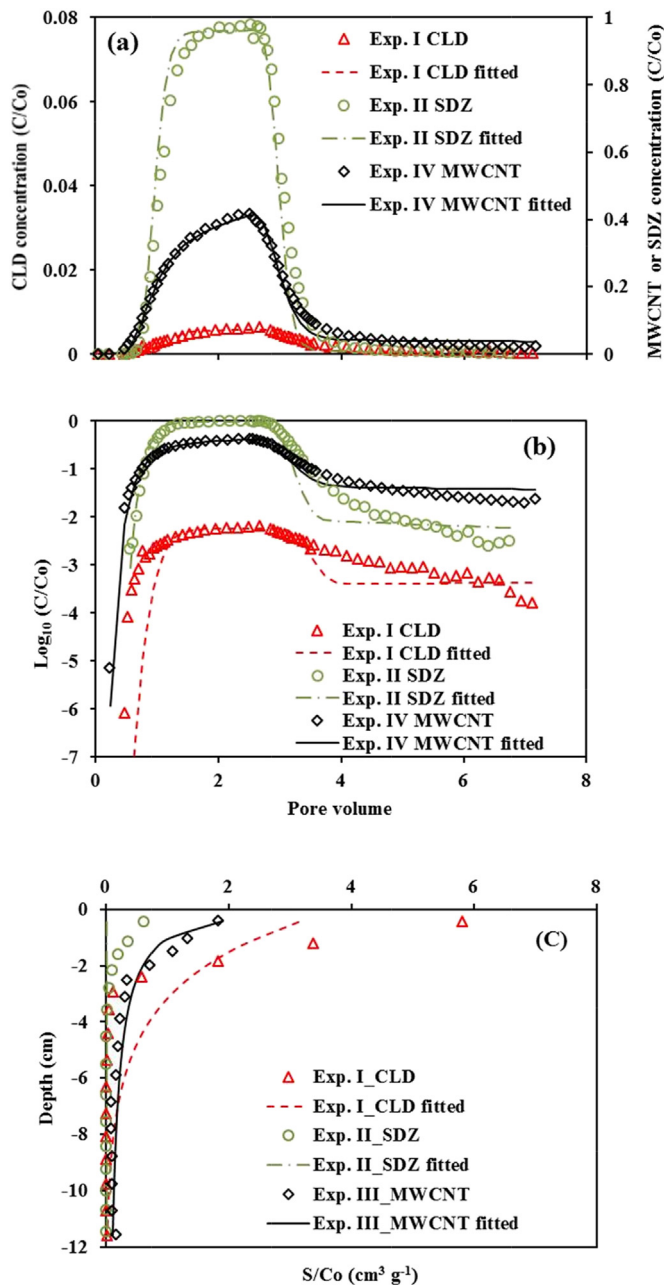 0.08
0.06
0.04
0.02
0
CLD concentration (C/Co)
(a)
Exp. I CLD
Exp. I CLD fitted
Exp. II SDZ
Exp. II SDZ fitted
Exp. IV MWCNT
Exp. IV MWCNT fitted
1
0.8
0.6
0.4
0.2
0
MWCNT or SDZ concentration (C/Co)
-0
-1
-2
-3
-4
-5
-6
-7
Log10 (C/Co)
(b)
Exp. I CLD
Exp. I CLD fitted
Exp. II SDZ
Exp. II SDZ fitted
Exp. IV MWCNT
Exp. IV MWCNT fitted
0 2 4 6 8
Pore volume
0 2 4 6 8
0
-2
-4
-6
-8
-10
-12
Depth (cm)
(C)
Exp. I_CLD
Exp. I_CLD fitted
Exp. II_SDZ
Exp. II_SDZ fitted
Exp. III_MWCNT
Exp. III_MWCNT fitted
S/Co (cm³ g⁻¹)